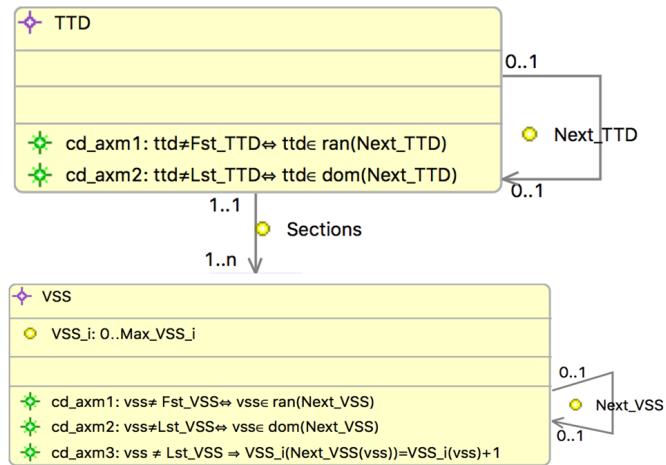 TTD
0..1
cd_axm1: ttd≠Fst_TTD⇔ ttd∈ ran(Next_TTD)
Next_TTD
cd_axm2: ttd≠Lst_TTD⇔ ttd∈ dom(Next_TTD)
0..1
1..1
Sections
1..n
VSS
VSS_i: 0..Max_VSS_i
0..1
cd_axm1: vss≠ Fst_VSS⇔ vss∈ ran(Next_VSS)
Next_VSS
cd_axm2: vss≠Lst_VSS⇔ vss∈ dom(Next_VSS)
0..1
cd_axm3: vss ≠ Lst_VSS ⇒ VSS_i(Next_VSS(vss))=VSS_i(vss)+1